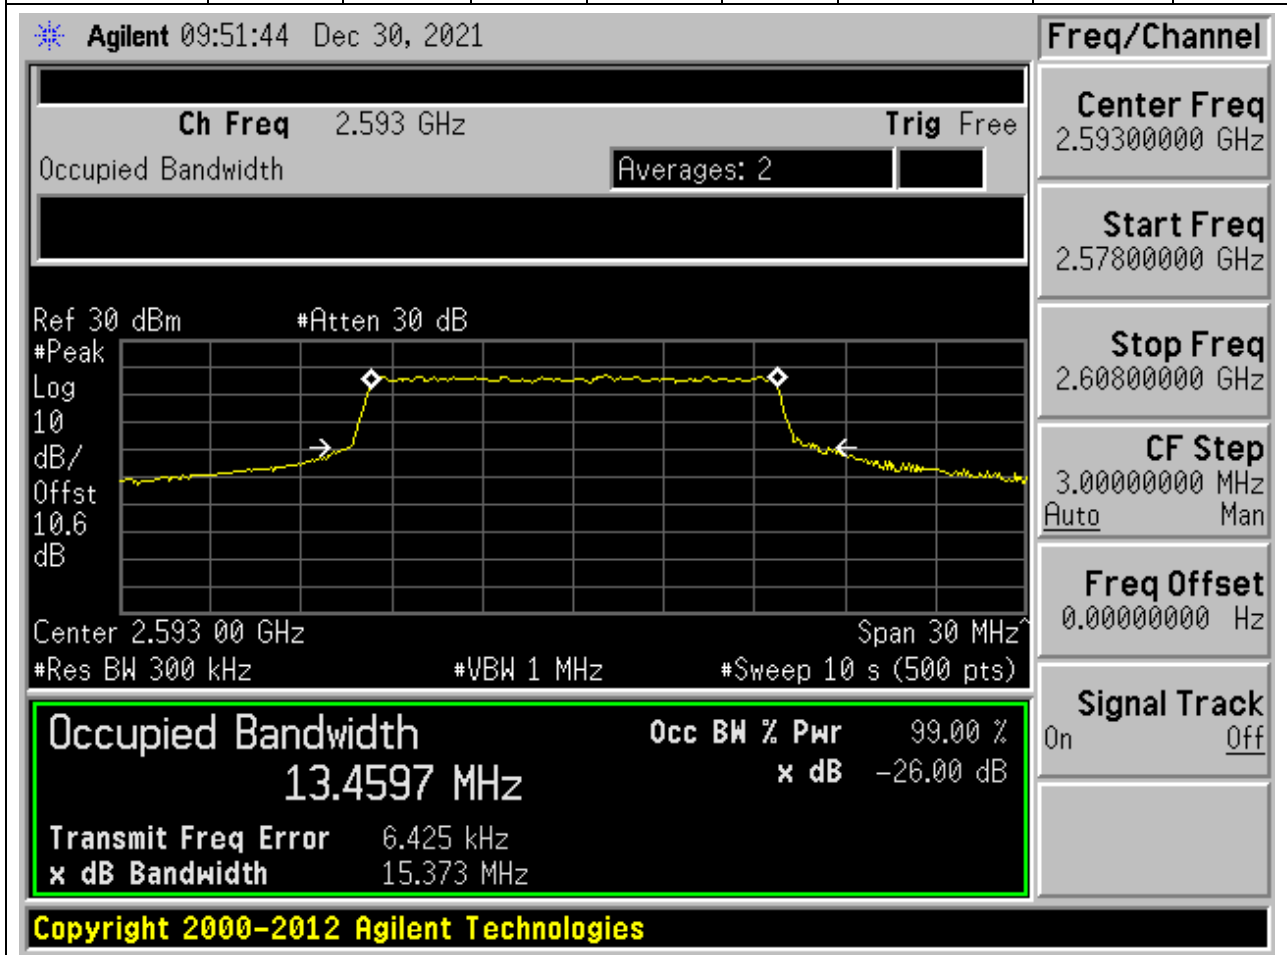 Agilent 09:51:44 Dec 30, 2021
Freq/Channel
Ch Freq 2.593 GHz Trig Free
Occupied Bandwidth Averages: 2
Center Freq
2.59300000 GHz
Start Freq
2.57800000 GHz
Stop Freq
2.60800000 GHz
CF Step
3.00000000 MHz
Auto Man
Freq Offset
0.00000000 Hz
Signal Track
On Off
Ref 30 dBm #Atten 30 dB
#Peak
Log
10
dB/
Offst
10.6
dB
Center 2.593 00 GHz Span 30 MHz^
#Res BW 300 kHz #VBW 1 MHz #Sweep 10 s (500 pts)
Occupied Bandwidth Occ BW % Pwr 99.00 %
13.4597 MHz x dB -26.00 dB
Transmit Freq Error 6.425 kHz
x dB Bandwidth 15.373 MHz
Copyright 2000-2012 Agilent Technologies